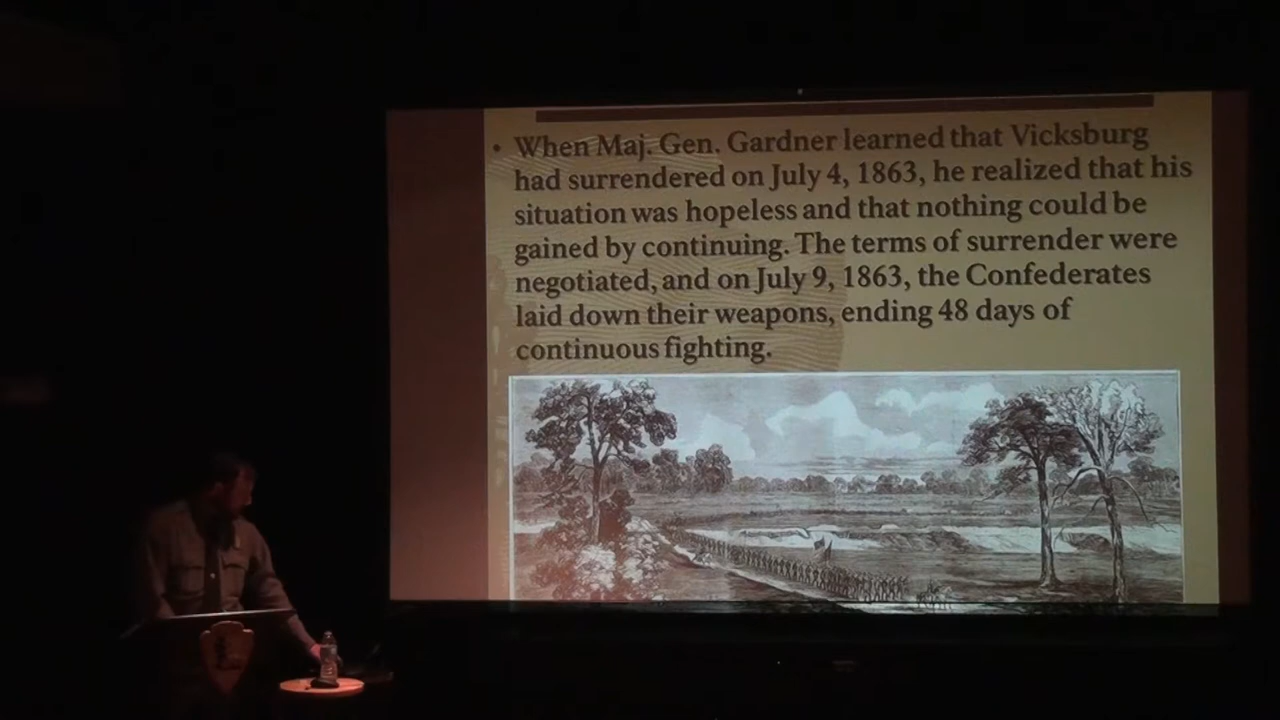 • When Maj. Gen. Gardner learned that Vicksburg
had surrendered on July 4, 1863, he realized that his
situation was hopeless and that nothing could be
gained by continuing. The terms of surrender were
negotiated, and on July 9, 1863, the Confederates
laid down their weapons, ending 48 days of
continuous fighting.